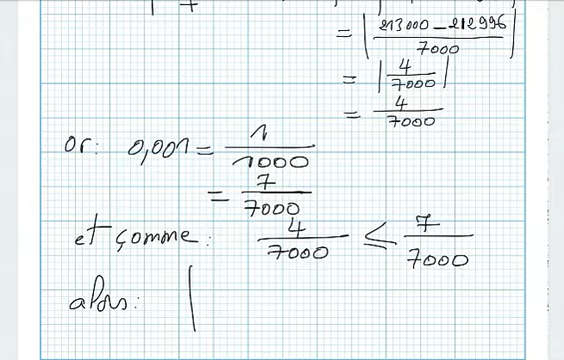 = | 213000 - 212996 / 7000 |
= | 4 / 7000 |
= 4 / 7000
or: 0,001 = 1 / 1000
= 7 / 7000
et comme: 4 / 7000 ≤ 7 / 7000
alors: |